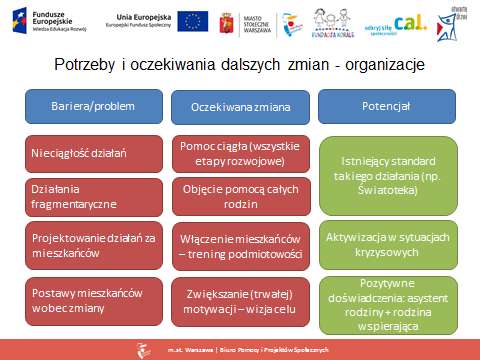 Fundusze
Europejskie
Wiedza Edukacja Rozwój
Unia Europejska
Europejski Fundusz Społeczny
MIASTO
STOŁECZNE
WARSZAWA
FUNDACJA KORALE
odkryj siłę
społeczności
c.a.l.
otwarte
drzwi
Potrzeby i oczekiwania dalszych zmian - organizacje
Bariera/problem
Oczekiwana zmiana
Potencjał
Nieciągłość działań
Pomoc ciągła (wszystkie
etapy rozwojowe)
Istniejący standard
takiego działania (np.
Światoteka)
Działania
fragmentaryczne
Objęcie pomocą całych
rodzin
Projektowanie działań za
mieszkańców
Włączenie mieszkańców
– trening podmiotowości
Aktywizacja w sytuacjach
kryzysowych
Postawy mieszkańców
wobec zmiany
Zwiększanie (trwałej)
motywacji – wizja celu
Pozytywne
doświadczenia: asystent
rodziny + rodzina
wspierająca
m.st. Warszawa | Biuro Pomocy i Projektów Społecznych